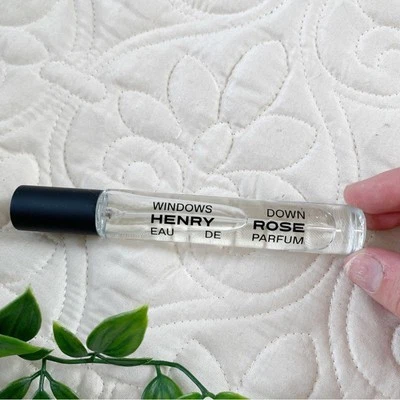 WINDOWS DOWN
HENRY ROSE
EAU DE PARFUM